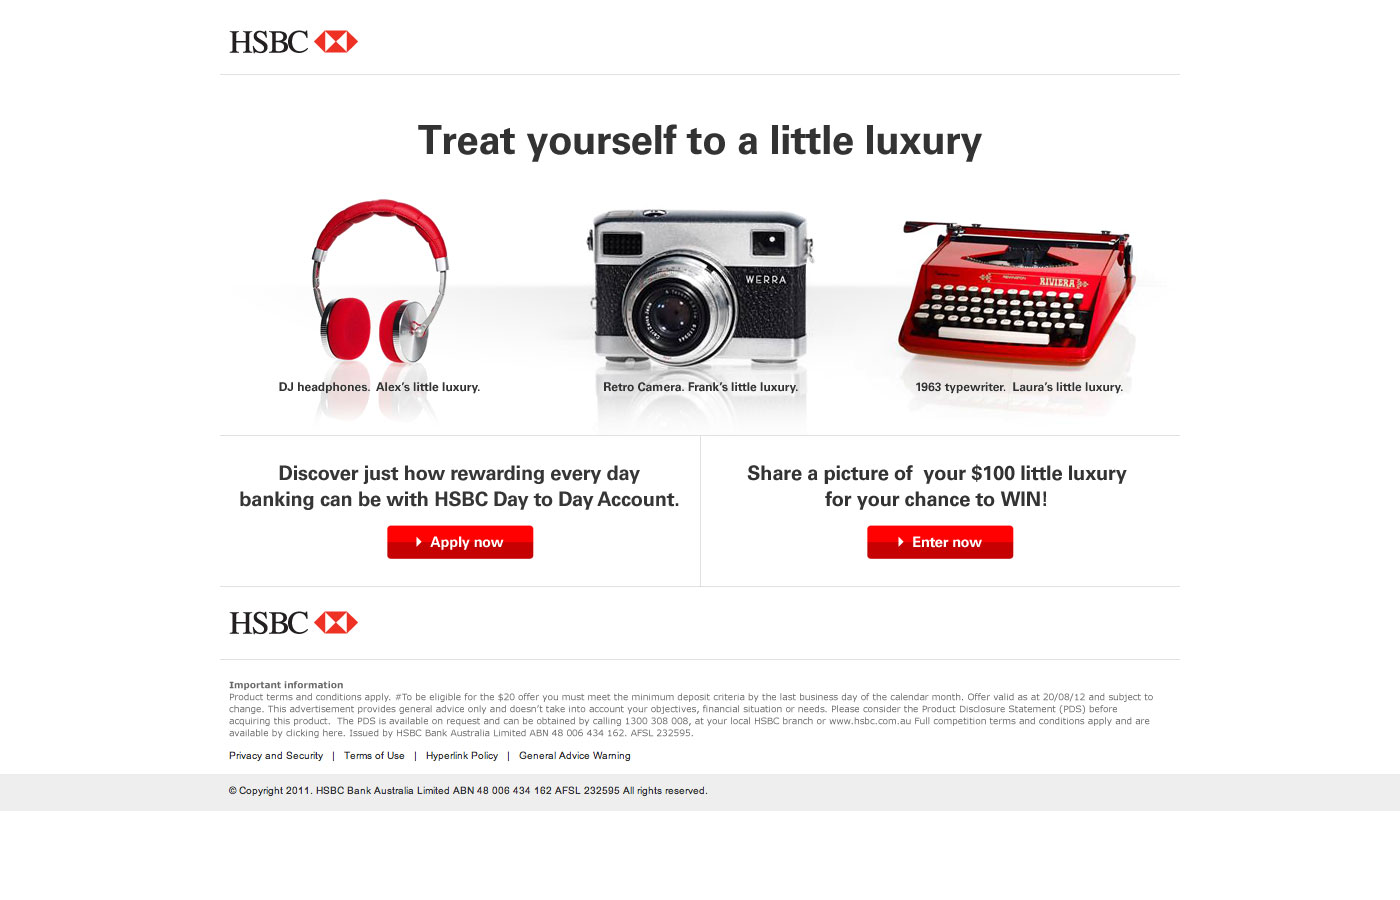 HSBC
Treat yourself to a little luxury
WERRA
REMINGTON
RIVIERA
DJ headphones.  Alex's little luxury.
Retro Camera. Frank's little luxury.
1963 typewriter.  Laura's little luxury.
Discover just how rewarding every day
banking can be with HSBC Day to Day Account.
Apply now
Share a picture of  your $100 little luxury
for your chance to WIN!
Enter now
HSBC
Important information
Product terms and conditions apply. #To be eligible for the $20 offer you must meet the minimum deposit criteria by the last business day of the calendar month. Offer valid as at 20/08/12 and subject to
change. This advertisement provides general advice only and doesn't take into account your objectives, financial situation or needs. Please consider the Product Disclosure Statement (PDS) before
acquiring this product.  The PDS is available on request and can be obtained by calling 1300 308 008, at your local HSBC branch or www.hsbc.com.au Full competition terms and conditions apply and are
available by clicking here. Issued by HSBC Bank Australia Limited ABN 48 006 434 162. AFSL 232595.
Privacy and Security | Terms of Use | Hyperlink Policy | General Advice Warning
© Copyright 2011. HSBC Bank Australia Limited ABN 48 006 434 162 AFSL 232595 All rights reserved.